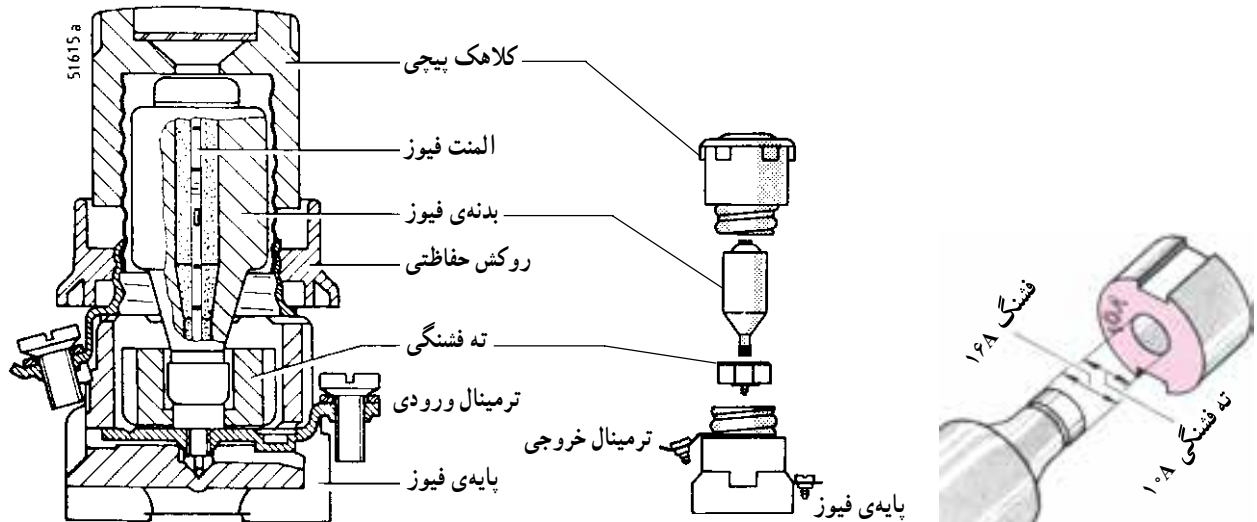 51615 a
کلاهک پیچی
المنت فیوز
بدنه‌ی فیوز
روکش حفاظتی
ته فشنگی
ترمینال ورودی
پایه‌ی فیوز
ترمینال خروجی
پایه‌ی فیوز
فشنگ ۱۶A
ته فشنگی ۱۰A
10A